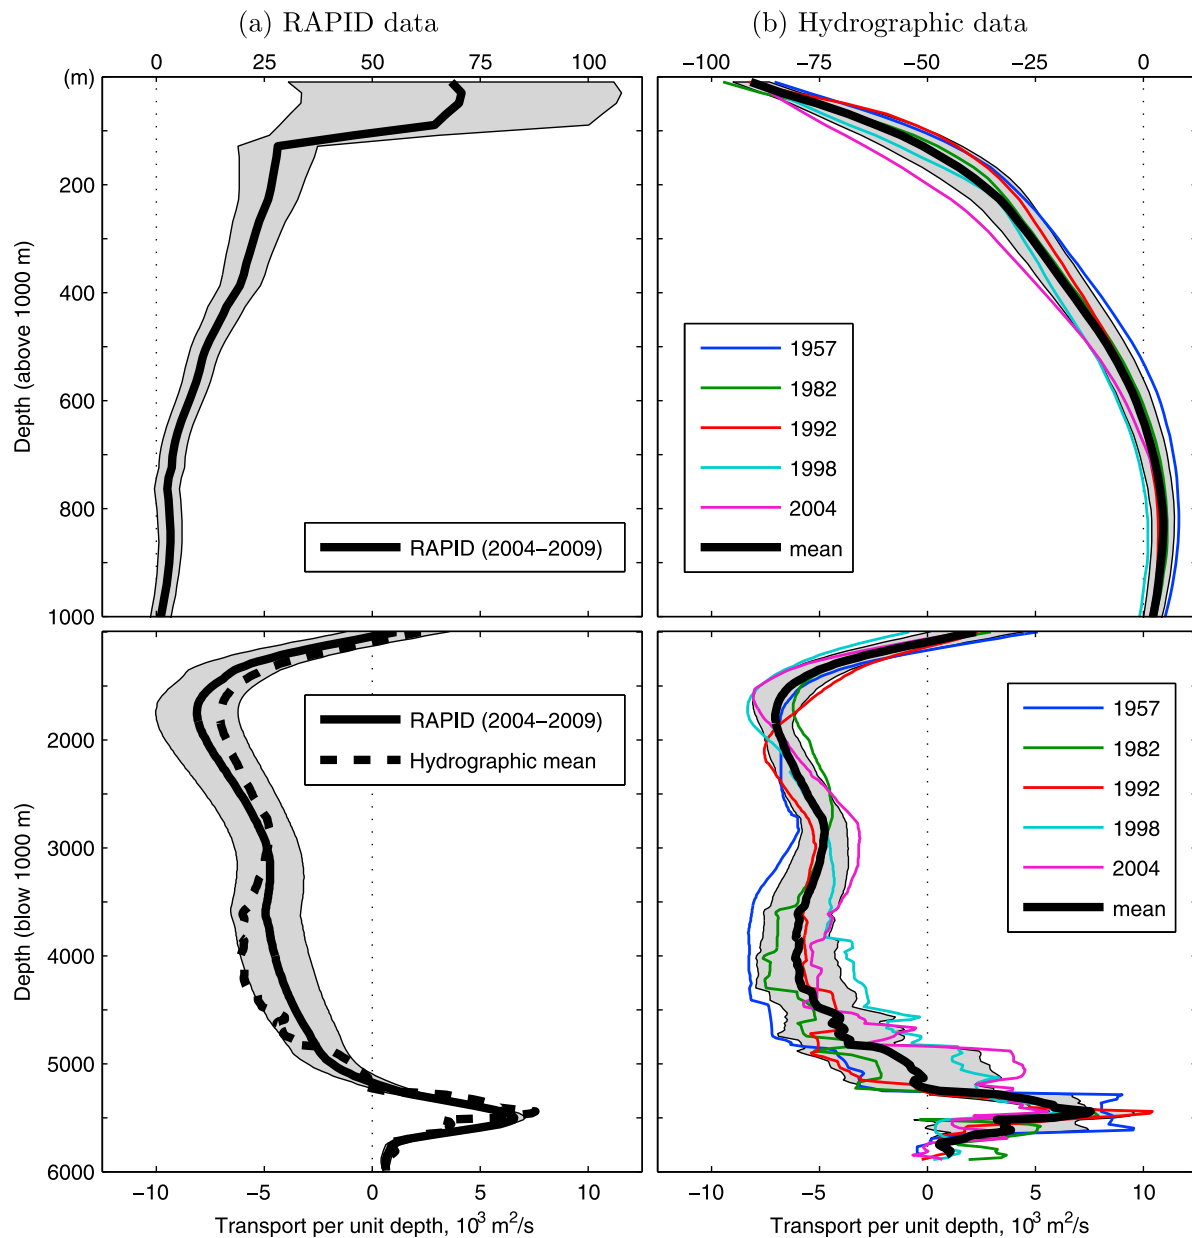 (a) RAPID data
(b) Hydrographic data
0 25 50 75 100
−100 −75 −50 −25 0
(m)
200
400
600
800
1000
Depth (above 1000 m)
RAPID (2004−2009)
1957
1982
1992
1998
2004
mean
2000
3000
4000
5000
6000
Depth (blow 1000 m)
RAPID (2004−2009)
Hydrographic mean
1957
1982
1992
1998
2004
mean
−10 −5 0 5 10
−10 −5 0 5 10
Transport per unit depth, 10³ m²/s
Transport per unit depth, 10³ m²/s